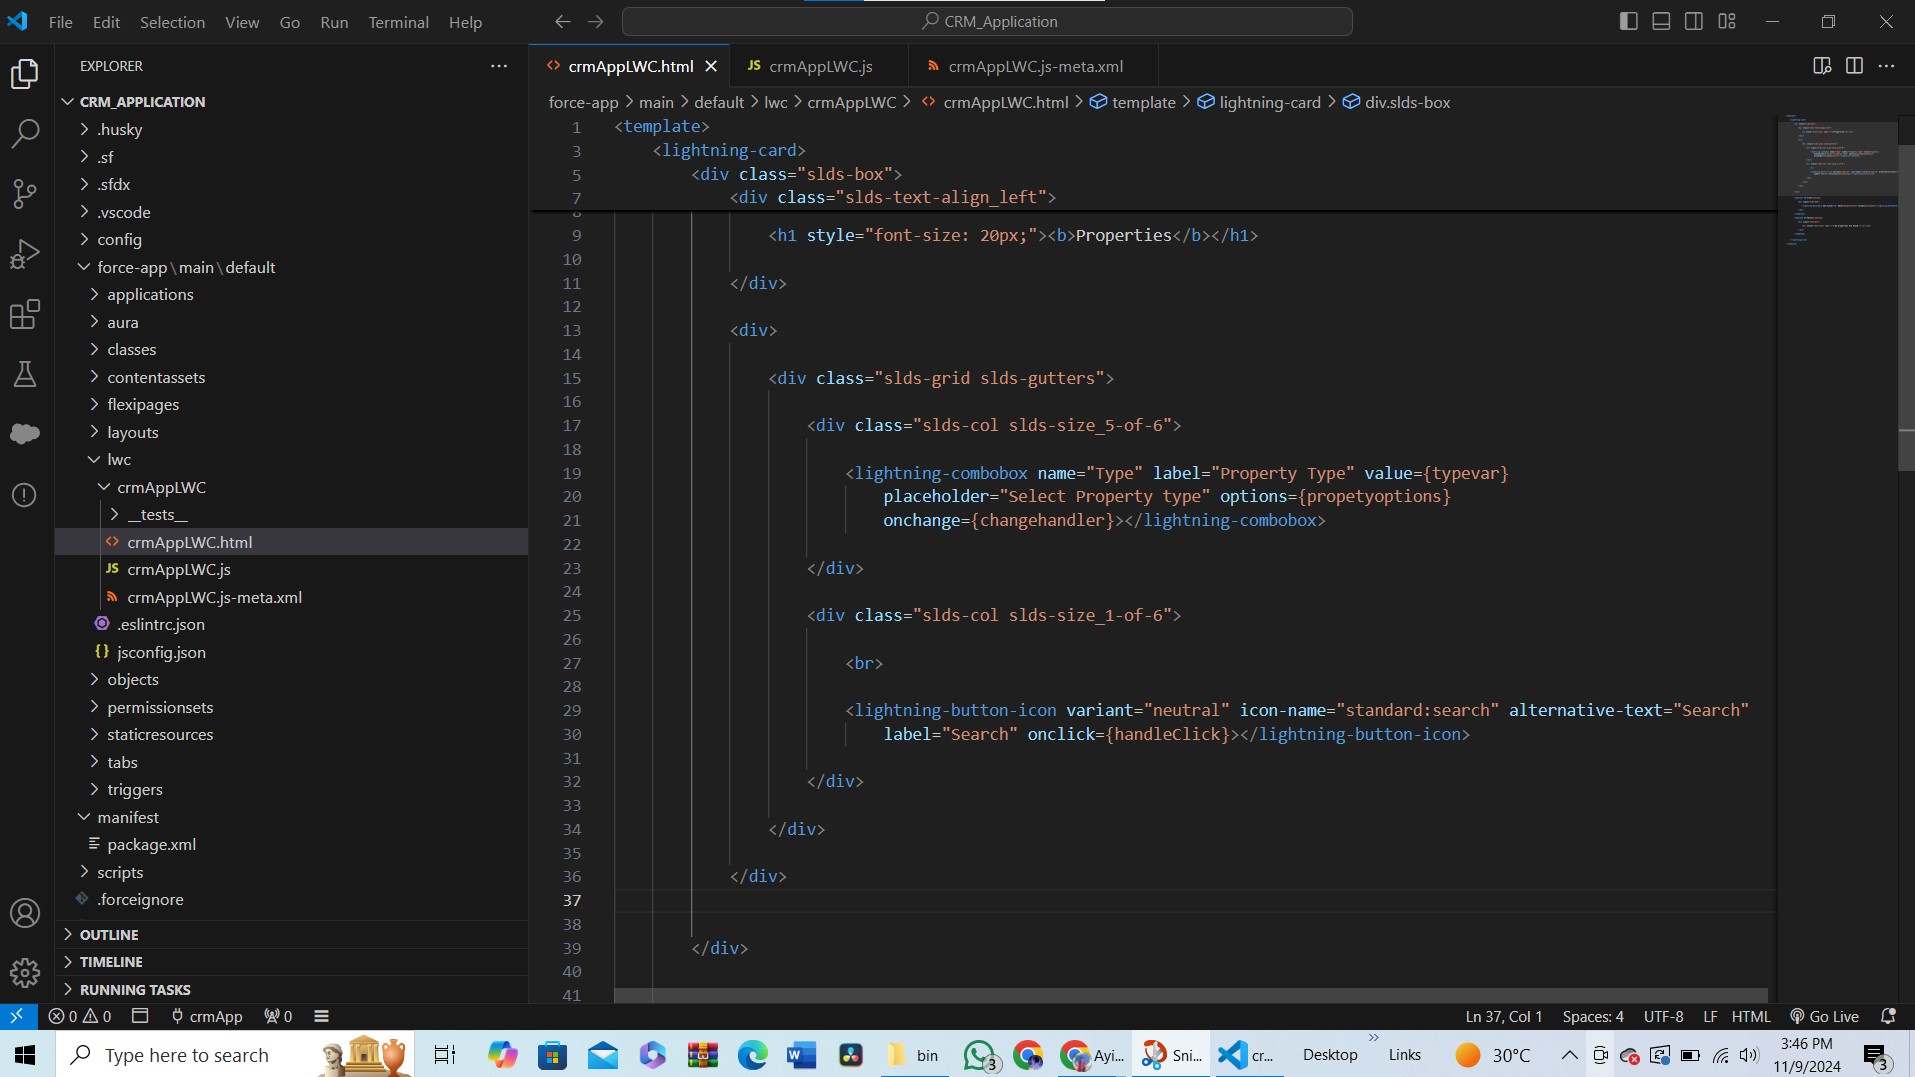 File Edit Selection View Go Run Terminal Help
CRM_Application
EXPLORER
CRM_APPLICATION
.husky
.sf
.sfdx
.vscode
config
force-app\main\default
applications
aura
classes
contentassets
flexipages
layouts
lwc
crmAppLWC
__tests__
crmAppLWC.html
JS crmAppLWC.js
crmAppLWC.js-meta.xml
.eslintrc.json
{} jsconfig.json
objects
permissionsets
staticresources
tabs
triggers
manifest
package.xml
scripts
.forceignore
OUTLINE
TIMELINE
RUNNING TASKS
crmAppLWC.html JS crmAppLWC.js crmAppLWC.js-meta.xml
force-app > main > default > lwc > crmAppLWC > crmAppLWC.html > template > lightning-card > div.slds-box
1 <template>
3 <lightning-card>
5 <div class="slds-box">
7 <div class="slds-text-align_left">
8
9 <h1 style="font-size: 20px;"><b>Properties</b></h1>
10
11 </div>
12
13 <div>
14
15 <div class="slds-grid slds-gutters">
16
17 <div class="slds-col slds-size_5-of-6">
18
19 <lightning-combobox name="Type" label="Property Type" value={typevar}
20 placeholder="Select Property type" options={propetyoptions}
21 onchange={changehandler}></lightning-combobox>
22
23 </div>
24
25 <div class="slds-col slds-size_1-of-6">
26
27 <br>
28
29 <lightning-button-icon variant="neutral" icon-name="standard:search" alternative-text="Search"
30 label="Search" onclick={handleClick}></lightning-button-icon>
31
32 </div>
33
34 </div>
35
36 </div>
37
38
39 </div>
40
41
0 0 crmApp 0 Ln 37, Col 1 Spaces: 4 UTF-8 LF HTML Go Live
Type here to search bin 3 Ayi... Sni... cr... Desktop Links 30°C 3:46 PM
11/9/2024 3